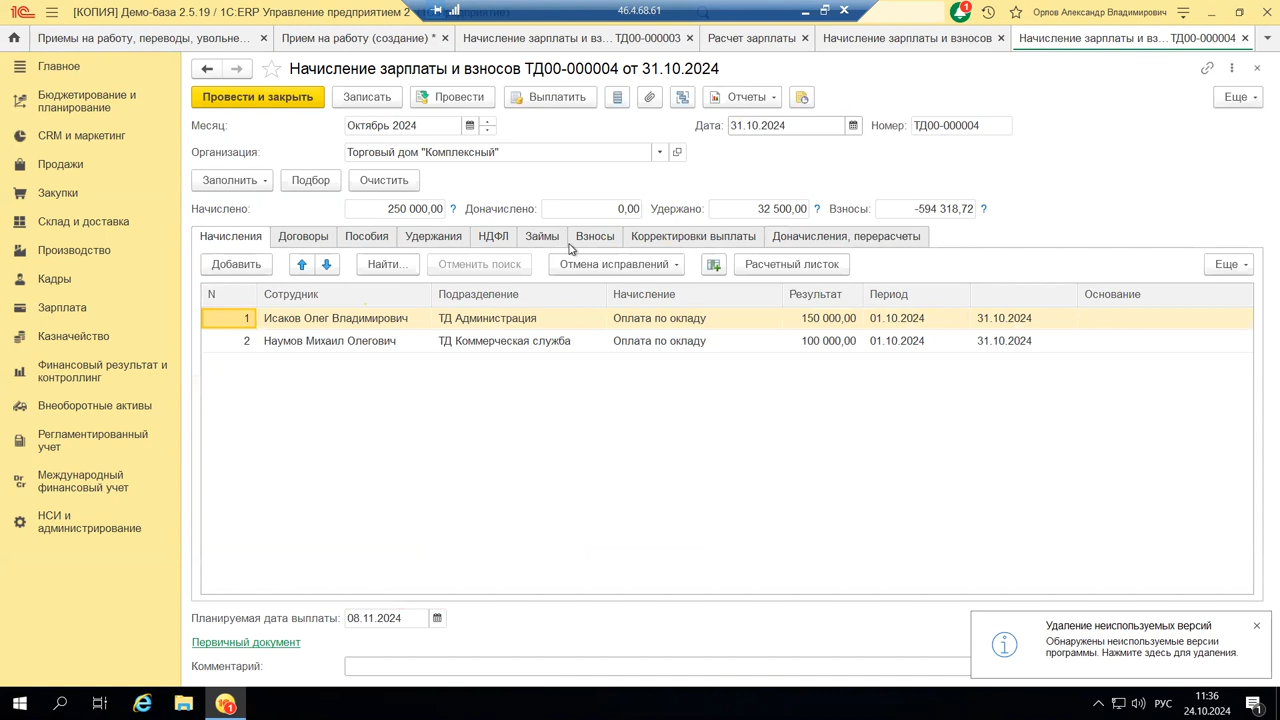 [КОПИЯ] Демо-база 2.5.19 / 1С:ERP Управление предприятием 2
46.4.68.61
1
Орлов Александр Владимирович
Приемы на работу, переводы, увольне...
Прием на работу (создание) *
Начисление зарплаты и вз... ТД00-000003
Расчет зарплаты
Начисление зарплаты и взносов
Начисление зарплаты и вз... ТД00-000004
Главное
Бюджетирование и
планирование
CRM и маркетинг
Продажи
Закупки
Склад и доставка
Производство
Кадры
Зарплата
Казначейство
Финансовый результат и
контроллинг
Внеоборотные активы
Регламентированный
учет
Международный
финансовый учет
НСИ и
администрирование
Начисление зарплаты и взносов ТД00-000004 от 31.10.2024
Провести и закрыть Записать Провести Выплатить Отчеты Еще
Месяц: Октябрь 2024 Дата: 31.10.2024 Номер: ТД00-000004
Организация: Торговый дом "Комплексный"
Заполнить Подбор Очистить
Начислено: 250 000,00 ? Доначислено: 0,00 Удержано: 32 500,00 ? Взносы: -594 318,72 ?
Начисления Договоры Пособия Удержания НДФЛ Займы Взносы Корректировки выплаты Доначисления, перерасчеты
Добавить Найти... Отменить поиск Отмена исправлений Расчетный листок Еще
N Сотрудник Подразделение Начисление Результат Период Основание
1 Исаков Олег Владимирович ТД Администрация Оплата по окладу 150 000,00 01.10.2024 31.10.2024
2 Наумов Михаил Олегович ТД Коммерческая служба Оплата по окладу 100 000,00 01.10.2024 31.10.2024
Планируемая дата выплаты: 08.11.2024
Первичный документ
Комментарий:
Удаление неиспользуемых версий
Обнаружены неиспользуемые версии
программы. Нажмите здесь для удаления.
РУС
11:36
24.10.2024
1